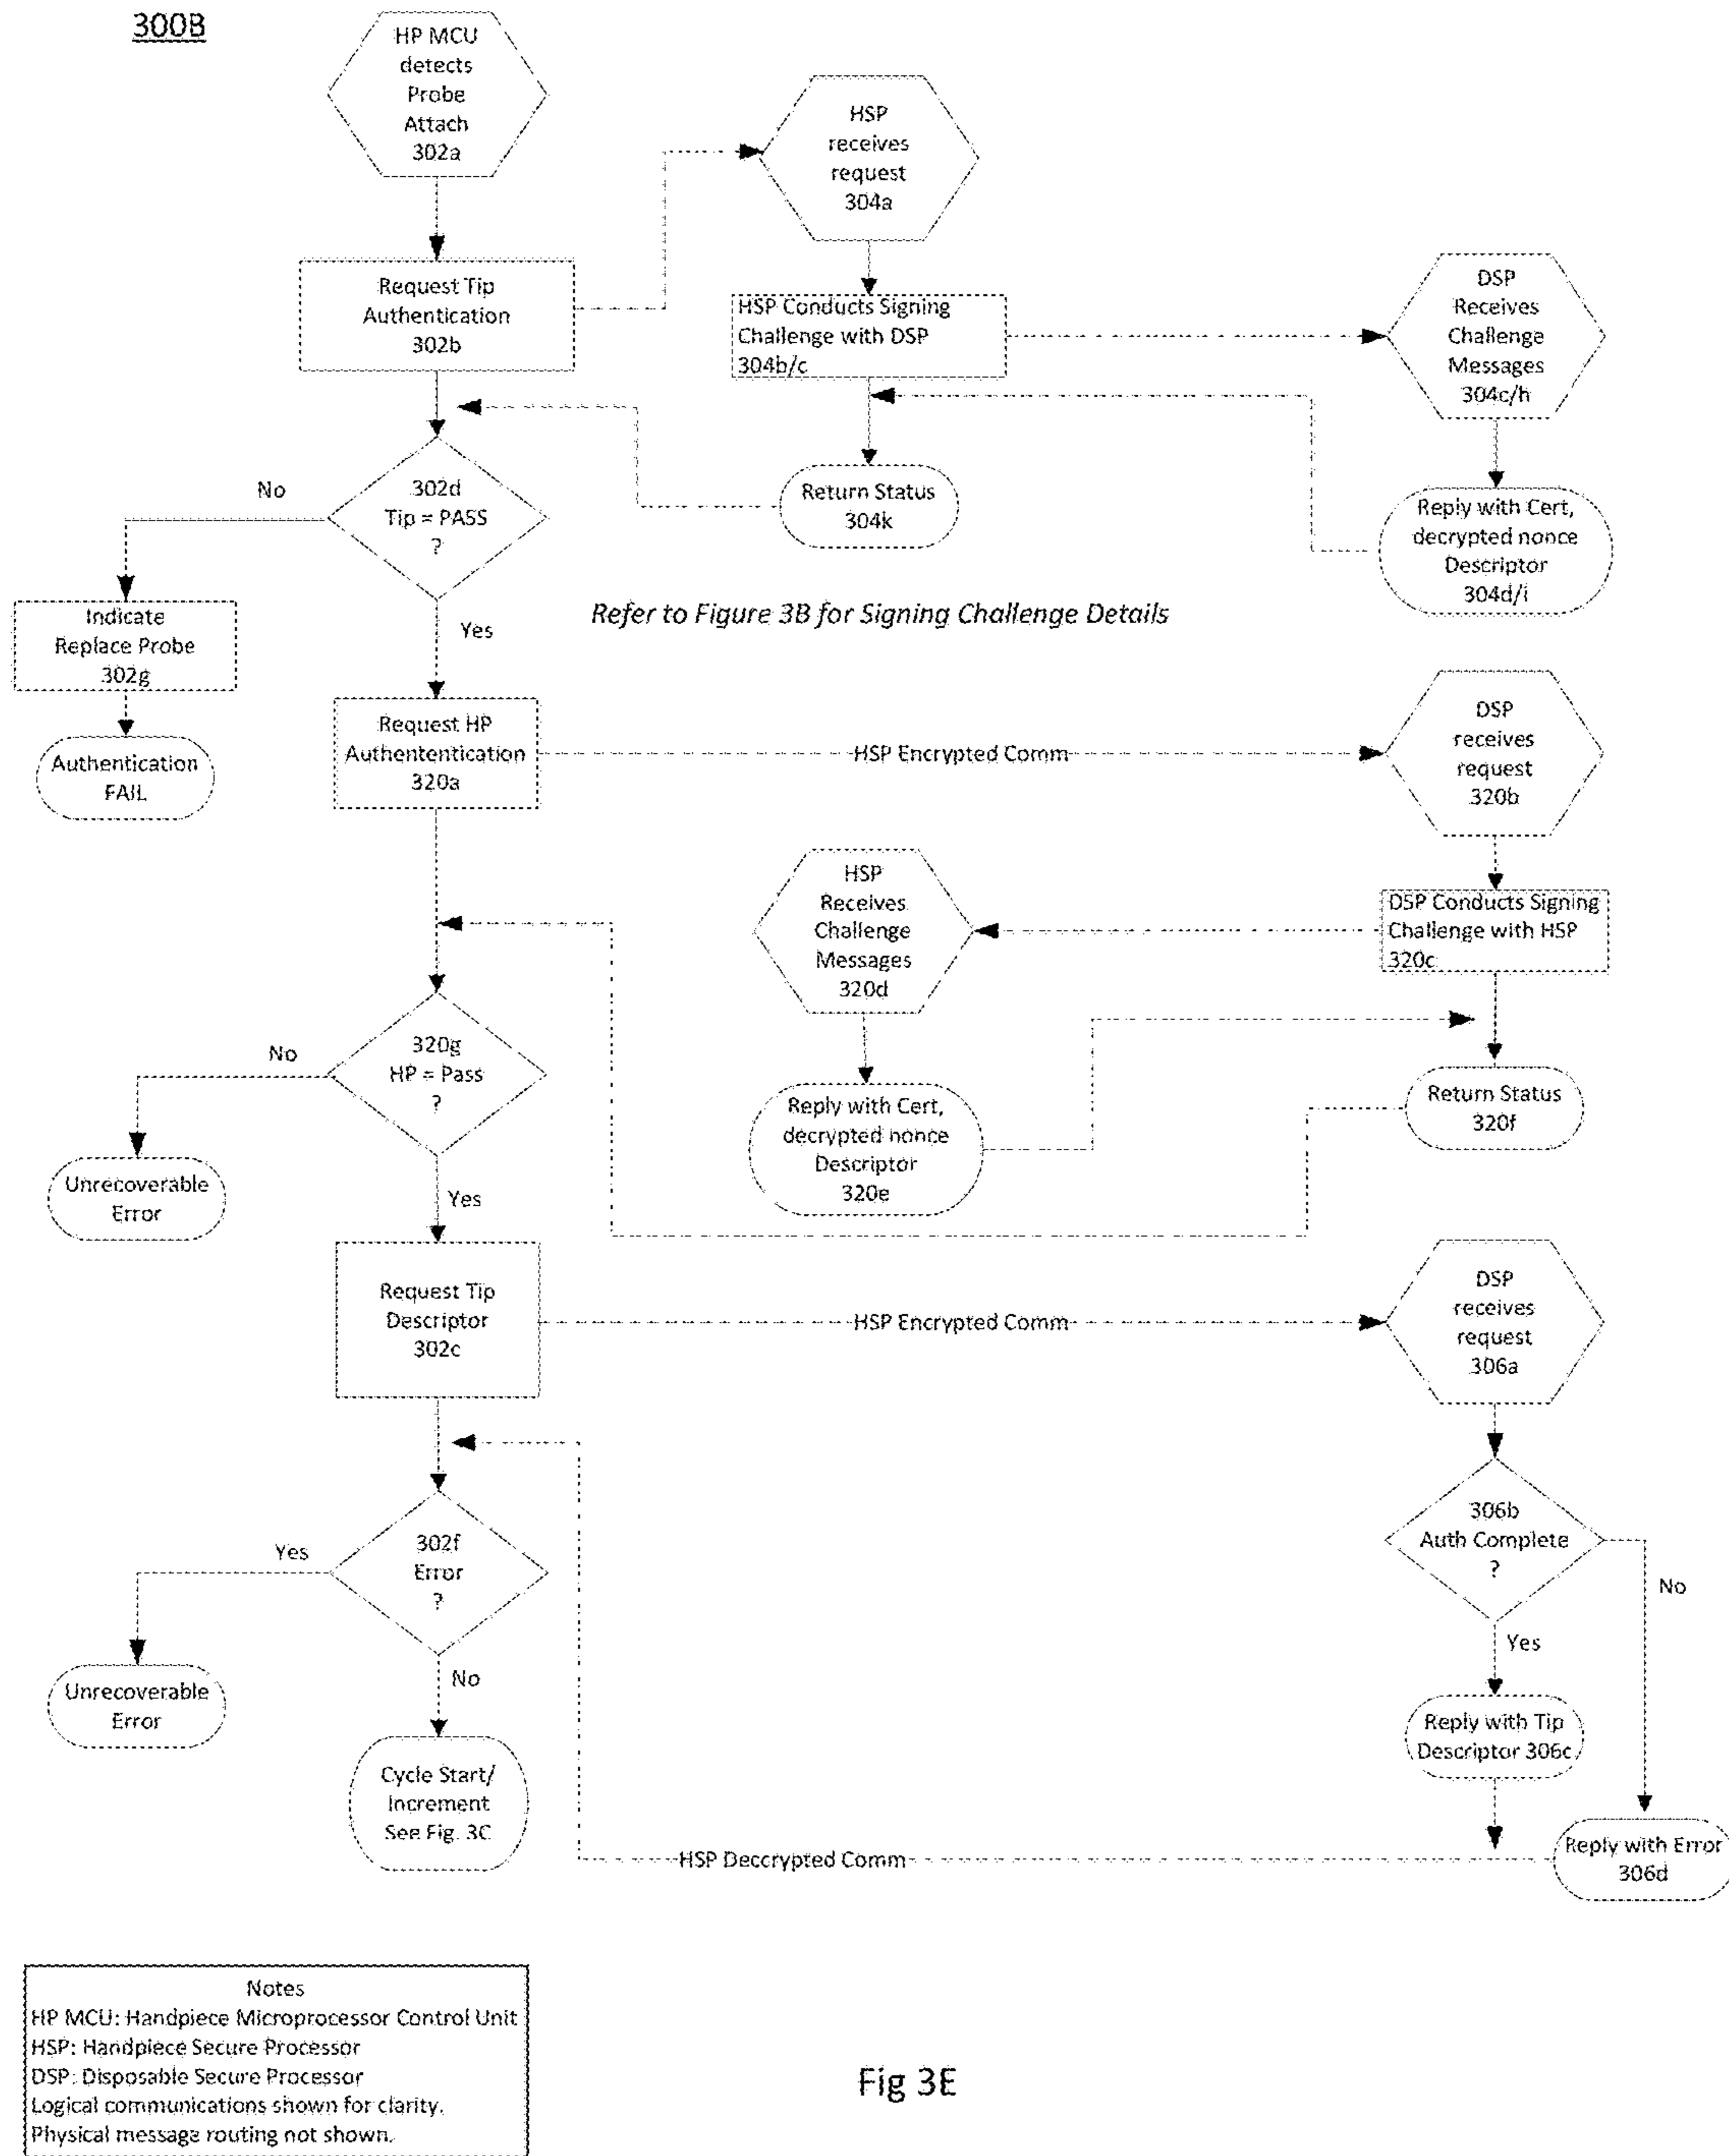 300B
HP MCU
detects
Probe
Attach
302a
HSP
receives
request
304a
Request Tip
Authentication
302b
HSP Conducts Signing
Challenge with DSP
304b/c
DSP
Receives
Challenge
Messages
304c/h
302d
Tip = PASS
?
No
Yes
Return Status
304k
Reply with Cert,
decrypted nonce
Descriptor
304d/i
Indicate
Replace Probe
302g
Authentication
FAIL
Refer to Figure 3B for Signing Challenge Details
Request HP
Authententication
320a
HSP Encrypted Comm
DSP
receives
request
320b
HSP
Receives
Challenge
Messages
320d
DSP Conducts Signing
Challenge with HSP
320c
320g
HP = Pass
?
No
Yes
Unrecoverable
Error
Reply with Cert,
decrypted nonce
Descriptor
320e
Return Status
320f
Request Tip
Descriptor
302c
HSP Encrypted Comm
DSP
receives
request
306a
302f
Error
?
Yes
No
Unrecoverable
Error
306b
Auth Complete
?
No
Yes
Cycle Start/
Increment
See Fig. 3C
Reply with Tip
Descriptor 306c
HSP Deccrypted Comm
Reply with Error
306d
Notes
HP MCU: Handpiece Microprocessor Control Unit
HSP: Handpiece Secure Processor
DSP: Disposable Secure Processor
Logical communications shown for clarity.
Physical message routing not shown.
Fig 3E